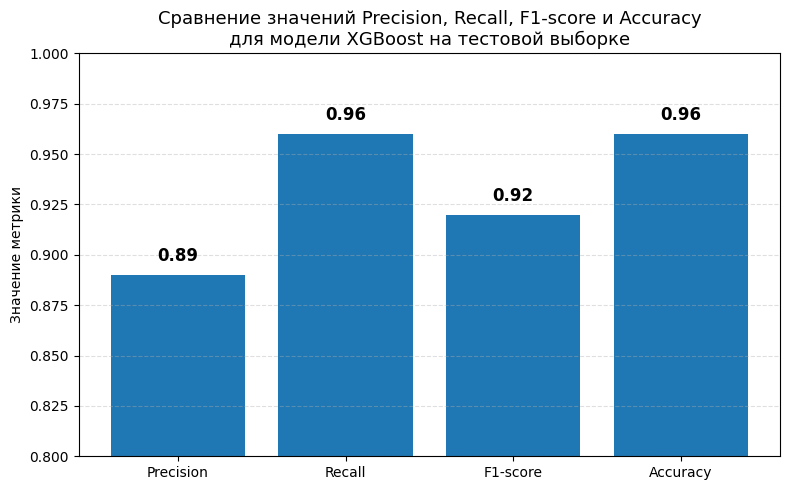 Сравнение значений Precision, Recall, F1-score и Accuracy
для модели XGBoost на тестовой выборке
Значение метрики
1.000
0.975
0.950
0.925
0.900
0.875
0.850
0.825
0.800
0.89
0.96
0.92
0.96
Precision
Recall
F1-score
Accuracy